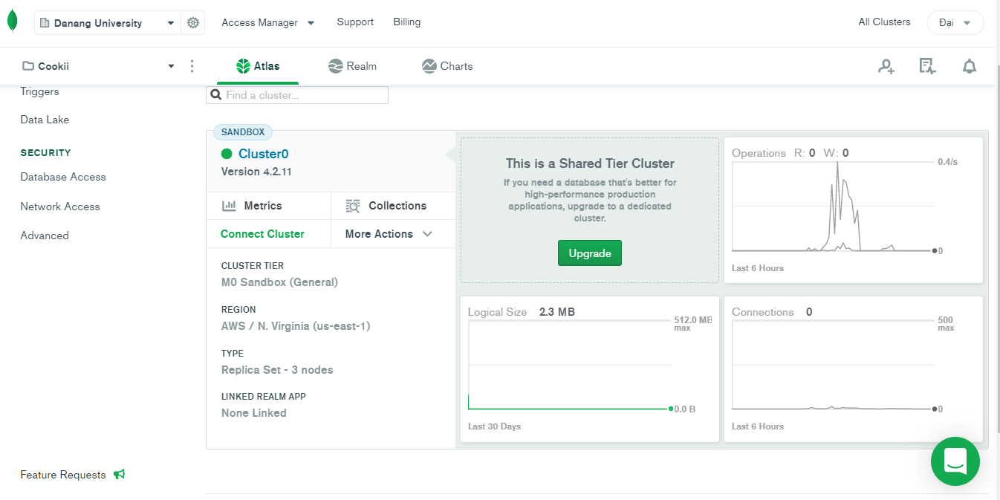 Danang University
Access Manager
Support
Billing
All Clusters
Đại
Cookii
Atlas
Realm
Charts
Triggers
Data Lake
SECURITY
Database Access
Network Access
Advanced
Feature Requests
Find a cluster...
SANDBOX
Cluster0
Version 4.2.11
Metrics
Collections
Connect Cluster
More Actions
CLUSTER TIER
M0 Sandbox (General)
REGION
AWS / N. Virginia (us-east-1)
TYPE
Replica Set - 3 nodes
LINKED REALM APP
None Linked
This is a Shared Tier Cluster
If you need a database that's better for
high-performance production
applications, upgrade to a dedicated
cluster.
Upgrade
Operations R: 0 W: 0
0.4/s
0
Last 6 Hours
Logical Size 2.3 MB
512.0 MB
max
0.0 B
Last 30 Days
Connections 0
500
max
0
Last 6 Hours